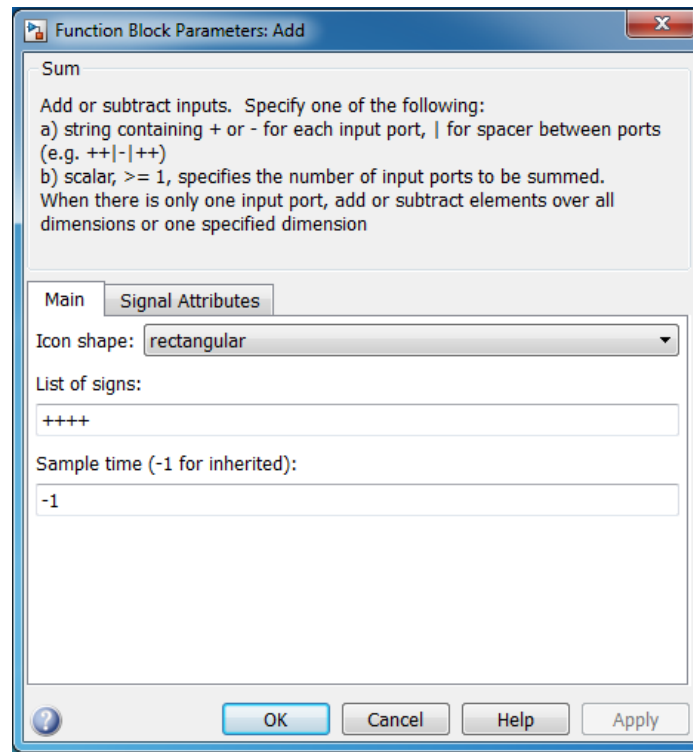 Function Block Parameters: Add
Sum
Add or subtract inputs.  Specify one of the following:
a) string containing + or - for each input port, | for spacer between ports
(e.g. ++|-|++)
b) scalar, >= 1, specifies the number of input ports to be summed.
When there is only one input port, add or subtract elements over all
dimensions or one specified dimension
Main
Signal Attributes
Icon shape: rectangular
List of signs:
++++
Sample time (-1 for inherited):
-1
OK
Cancel
Help
Apply